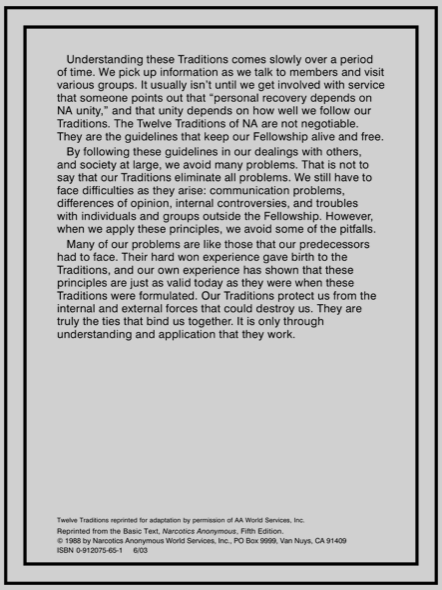 Understanding these Traditions comes slowly over a period
of time. We pick up information as we talk to members and visit
various groups. It usually isn't until we get involved with service
that someone points out that “personal recovery depends on
NA unity,” and that unity depends on how well we follow our
Traditions. The Twelve Traditions of NA are not negotiable.
They are the guidelines that keep our Fellowship alive and free.
By following these guidelines in our dealings with others,
and society at large, we avoid many problems. That is not to
say that our Traditions eliminate all problems. We still have to
face difficulties as they arise: communication problems,
differences of opinion, internal controversies, and troubles
with individuals and groups outside the Fellowship. However,
when we apply these principles, we avoid some of the pitfalls.
Many of our problems are like those that our predecessors
had to face. Their hard won experience gave birth to the
Traditions, and our own experience has shown that these
principles are just as valid today as they were when these
Traditions were formulated. Our Traditions protect us from the
internal and external forces that could destroy us. They are
truly the ties that bind us together. It is only through
understanding and application that they work.
Twelve Traditions reprinted for adaptation by permission of AA World Services, Inc.
Reprinted from the Basic Text, Narcotics Anonymous, Fifth Edition.
© 1988 by Narcotics Anonymous World Services, Inc., PO Box 9999, Van Nuys, CA 91409
ISBN 0-912075-65-1 6/03